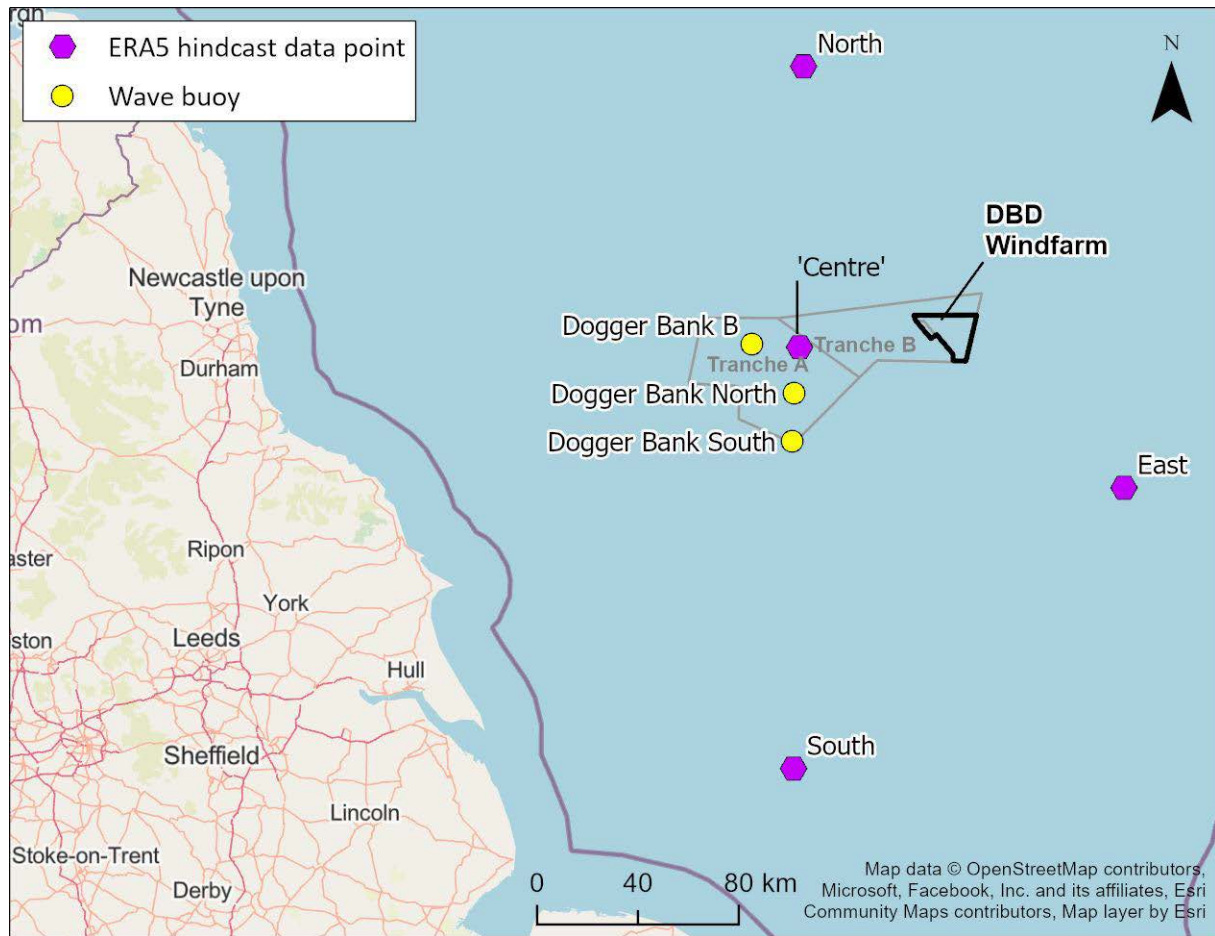 ERA5 hindcast data point
Wave buoy
North
N
DBD
Windfarm
'Centre'
Newcastle upon
Tyne
Dogger Bank B
Tranche B
Tranche A
Durham
Dogger Bank North
Dogger Bank South
East
Ripon
York
Leeds
Hull
Sheffield
South
Lincoln
Stoke-on-Trent
Derby
0 40 80 km
Map data © OpenStreetMap contributors,
Microsoft, Facebook, Inc. and its affiliates, Esri
Community Maps contributors, Map layer by Esri